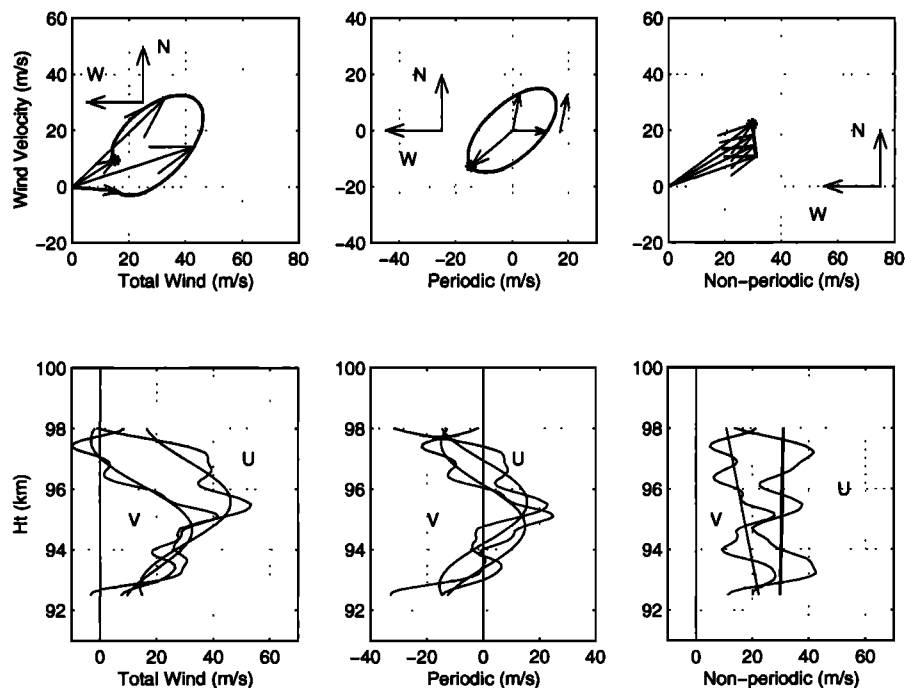 Wind Velocity (m/s)
60
40
20
0
−20
N
W
0 20 40 60 80
Total Wind (m/s)
40
20
0
−20
−40
N
W
−40 −20 0 20
Periodic (m/s)
60
40
20
0
−20
N
W
0 20 40 60 80
Non−periodic (m/s)
Ht (km)
100
98
96
94
92
U
V
0 20 40 60
Total Wind (m/s)
100
98
96
94
92
U
V
−40 −20 0 20 40
Periodic (m/s)
100
98
96
94
92
U
V
0 20 40 60
Non−periodic (m/s)